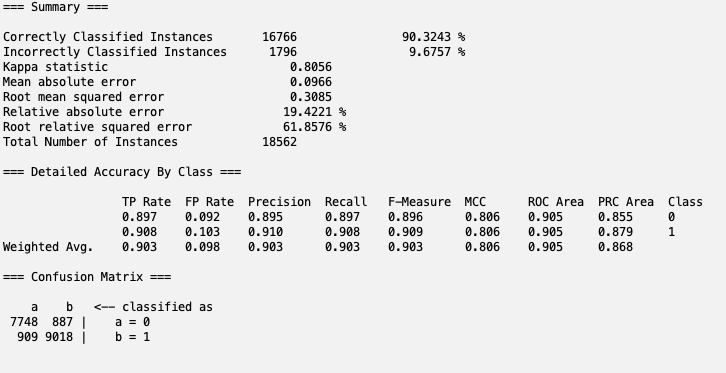 === Summary ===
Correctly Classified Instances 16766 90.3243 %
Incorrectly Classified Instances 1796 9.6757 %
Kappa statistic 0.8056
Mean absolute error 0.0966
Root mean squared error 0.3085
Relative absolute error 19.4221 %
Root relative squared error 61.8576 %
Total Number of Instances 18562
=== Detailed Accuracy By Class ===
TP Rate FP Rate Precision Recall F-Measure MCC ROC Area PRC Area Class
0.897 0.092 0.895 0.897 0.896 0.806 0.905 0.855 0
0.908 0.103 0.910 0.908 0.909 0.806 0.905 0.879 1
Weighted Avg. 0.903 0.098 0.903 0.903 0.903 0.806 0.905 0.868
=== Confusion Matrix ===
a b <-- classified as
7748 887 | a = 0
909 9018 | b = 1